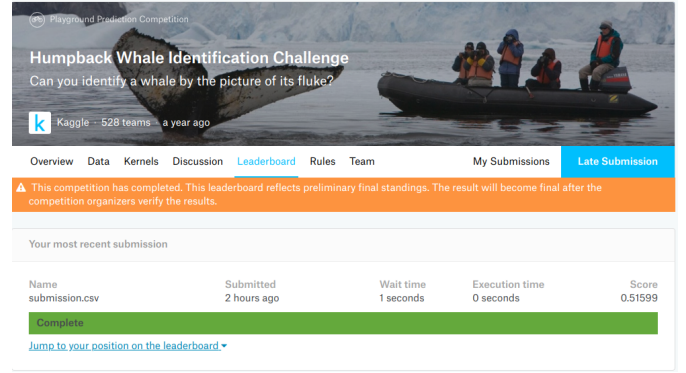 Playground Prediction Competition
Humpback Whale Identification Challenge
Can you identify a whale by the picture of its fluke?
k Kaggle · 528 teams · a year ago
Overview Data Kernels Discussion Leaderboard Rules Team My Submissions Late Submission
This competition has completed. This leaderboard reflects preliminary final standings. The result will become final after the
competition organizers verify the results.
Your most recent submission
Name Submitted Wait time Execution time Score
submission.csv 2 hours ago 1 seconds 0 seconds 0.51599
Complete
Jump to your position on the leaderboard